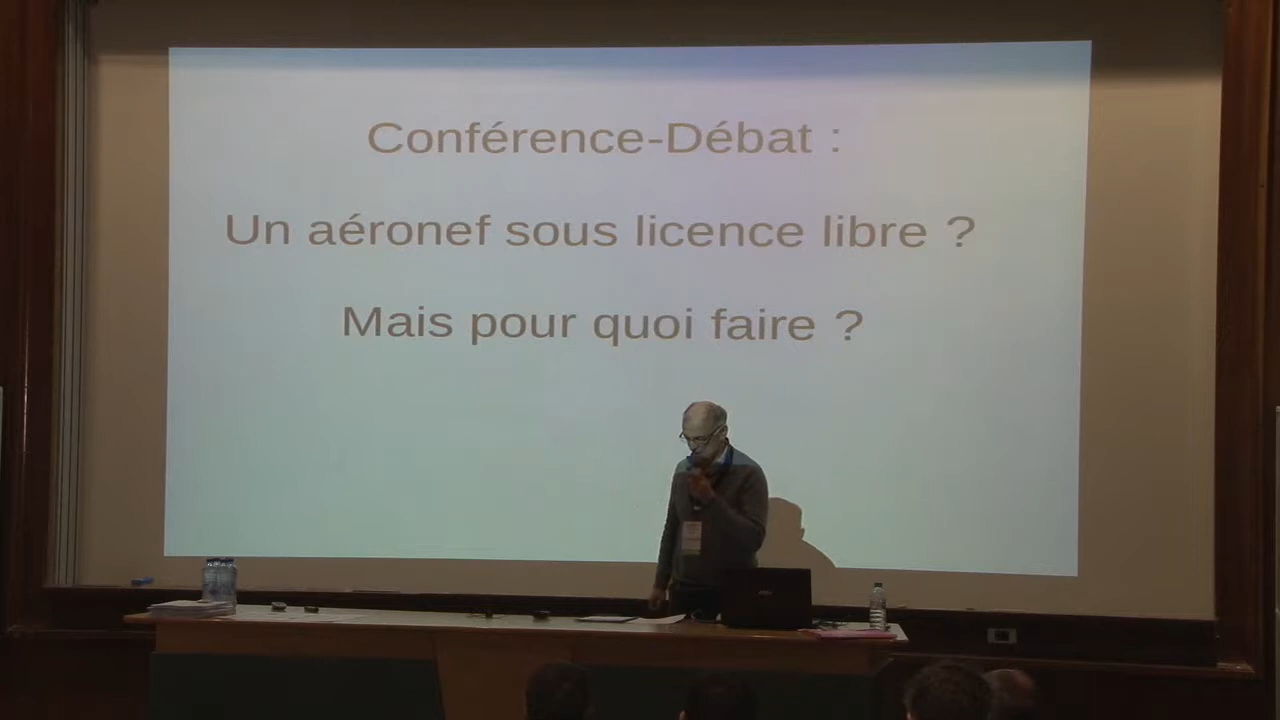 Conférence-Débat :
Un aéronef sous licence libre ?
Mais pour quoi faire ?